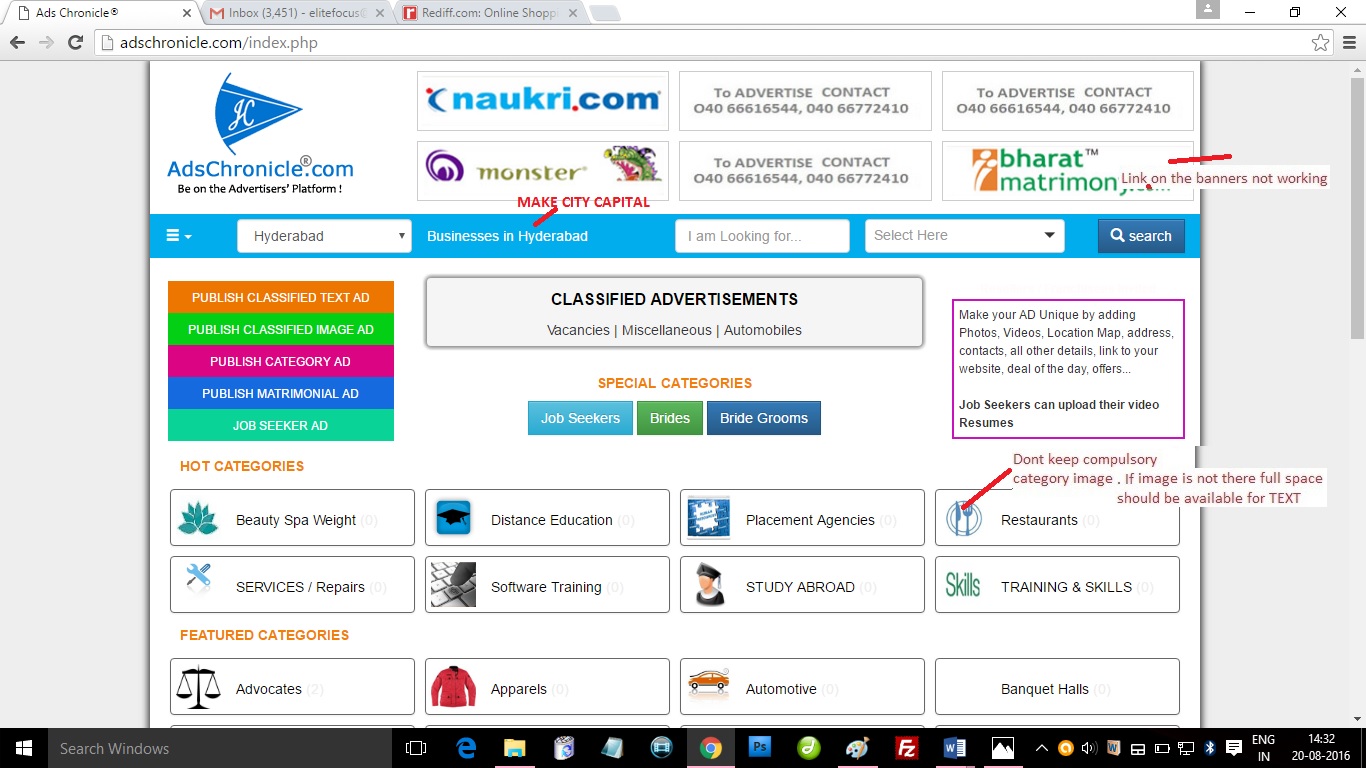 Ads Chronicle®
Inbox (3,451) - elitefocus@
Rediff.com: Online Shopp
adschronicle.com/index.php
JC
AdsChronicle.com®
Be on the Advertisers' Platform !
naukri.com
To ADVERTISE CONTACT
O40 66616544, 040 66772410
To ADVERTISE CONTACT
O40 66616544, 040 66772410
monster
To ADVERTISE CONTACT
O40 66616544, 040 66772410
bharat™
matrimony.com
Link on the banners not working
MAKE CITY CAPITAL
Hyderabad
Businesses in Hyderabad
I am Looking for...
Select Here
search
PUBLISH CLASSIFIED TEXT AD
PUBLISH CLASSIFIED IMAGE AD
PUBLISH CATEGORY AD
PUBLISH MATRIMONIAL AD
JOB SEEKER AD
CLASSIFIED ADVERTISEMENTS
Vacancies | Miscellaneous | Automobiles
SPECIAL CATEGORIES
Job Seekers
Brides
Bride Grooms
Make your AD Unique by adding
Photos, Videos, Location Map, address,
contacts, all other details, link to your
website, deal of the day, offers...
Job Seekers can upload their video
Resumes
HOT CATEGORIES
Dont keep compulsory
category image . If image is not there full space
should be available for TEXT
Beauty Spa Weight (0)
Distance Education (0)
Placement Agencies (0)
Restaurants (0)
SERVICES / Repairs (0)
Software Training (0)
STUDY ABROAD (0)
Skills
TRAINING & SKILLS (0)
FEATURED CATEGORIES
Advocates (2)
Apparels (0)
Automotive (0)
Banquet Halls (0)
Search Windows
Ps
Fz
W
ENG
IN
14:32
20-08-2016